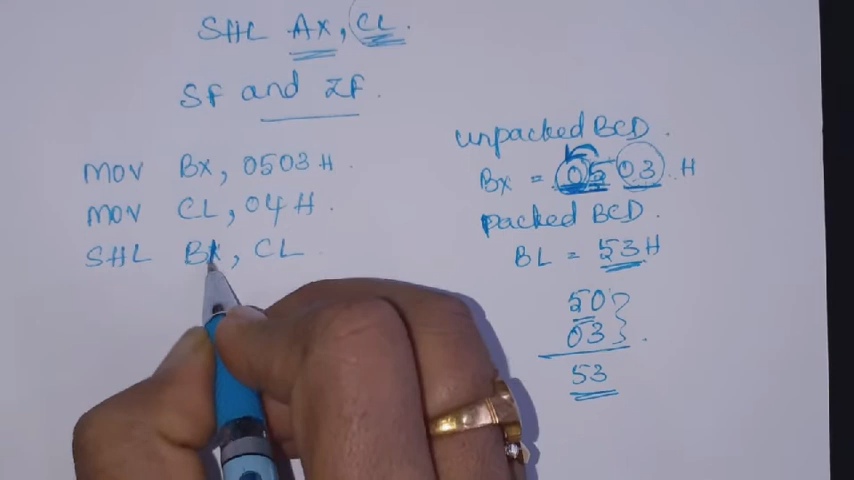 SHL AX, CL.
SF and ZF.
MOV BX, 0503 H.
MOV CL, 04 H.
SHL BX, CL
unpacked BCD.
BX = 05 03 H
packed BCD.
BL = 53 H
50
03
53